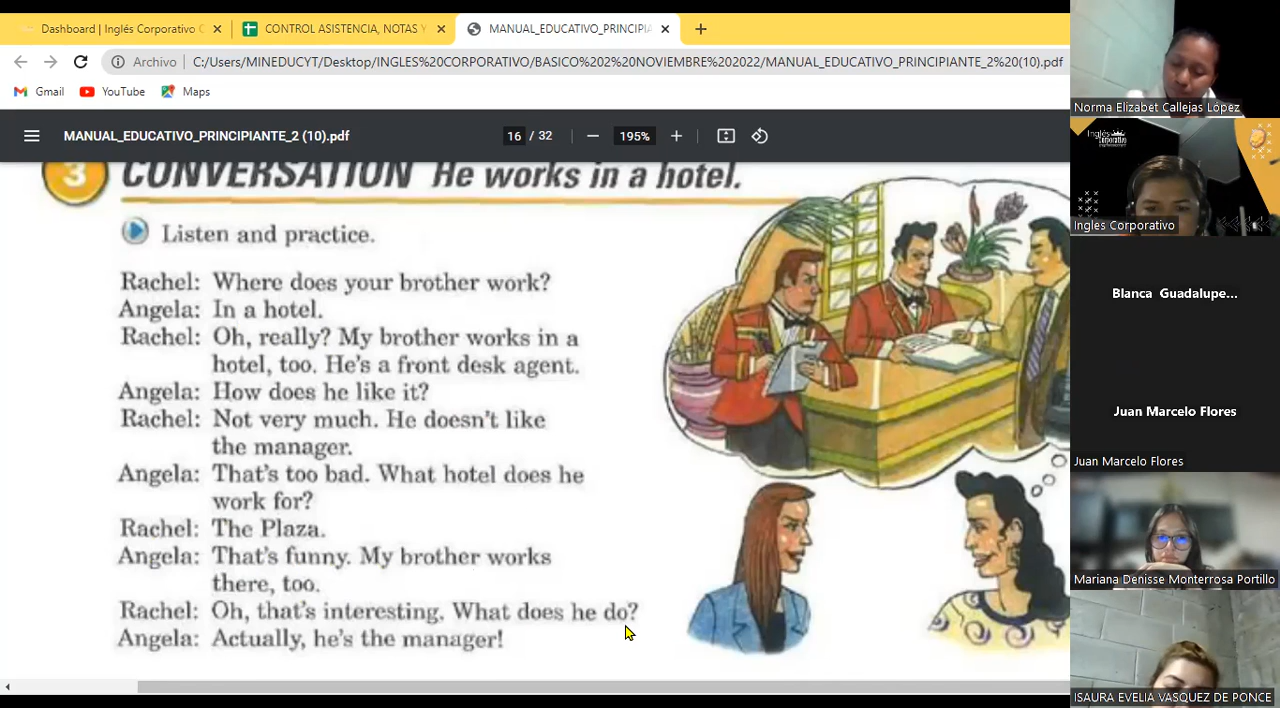 Dashboard | Inglés Corporativo C
CONTROL ASISTENCIA, NOTAS Y
MANUAL_EDUCATIVO_PRINCIPIA
Archivo
C:/Users/MINEDUCYT/Desktop/INGLES%20CORPORATIVO/BASICO%202%20NOVIEMBRE%202022/MANUAL_EDUCATIVO_PRINCIPIANTE_2%20(10).pdf
Gmail
YouTube
Maps
MANUAL_EDUCATIVO_PRINCIPIANTE_2 (10).pdf
16 / 32
195%
3 CONVERSATION He works in a hotel.
Listen and practice.
Rachel: Where does your brother work?
Angela: In a hotel.
Rachel: Oh, really? My brother works in a
hotel, too. He's a front desk agent.
Angela: How does he like it?
Rachel: Not very much. He doesn't like
the manager.
Angela: That's too bad. What hotel does he
work for?
Rachel: The Plaza.
Angela: That's funny. My brother works
there, too.
Rachel: Oh, that's interesting. What does he do?
Angela: Actually, he's the manager!
Norma Elizabet Callejas López
Inglés
Corporativo
Ingles Corporativo
Blanca Guadalupe...
Juan Marcelo Flores
Juan Marcelo Flores
Mariana Denisse Monterrosa Portillo
ISAURA EVELIA VASQUEZ DE PONCE